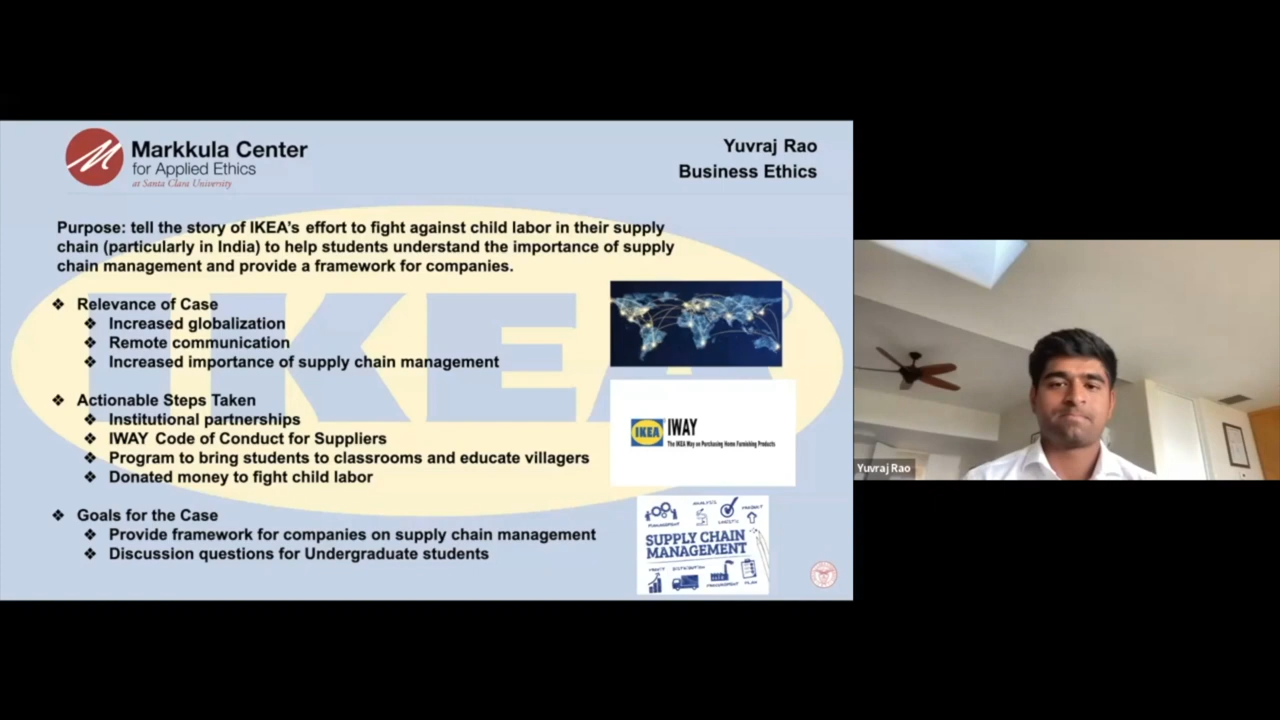 Markkula Center
for Applied Ethics
at Santa Clara University
Yuvraj Rao
Business Ethics
Purpose: tell the story of IKEA's effort to fight against child labor in their supply
chain (particularly in India) to help students understand the importance of supply
chain management and provide a framework for companies.
IKEA
❖ Relevance of Case
❖ Increased globalization
❖ Remote communication
❖ Increased importance of supply chain management
❖ Actionable Steps Taken
❖ Institutional partnerships
❖ IWAY Code of Conduct for Suppliers
❖ Program to bring students to classrooms and educate villagers
❖ Donated money to fight child labor
❖ Goals for the Case
❖ Provide framework for companies on supply chain management
❖ Discussion questions for Undergraduate students
IKEA
IWAY
The IKEA Way on Purchasing Home Furnishing Products
ANALYSIS
MANAGEMENT
SUPPLY CHAIN
MANAGEMENT
DISTRIBUTION
PROCUREMENT
PLAN
Yuvraj Rao